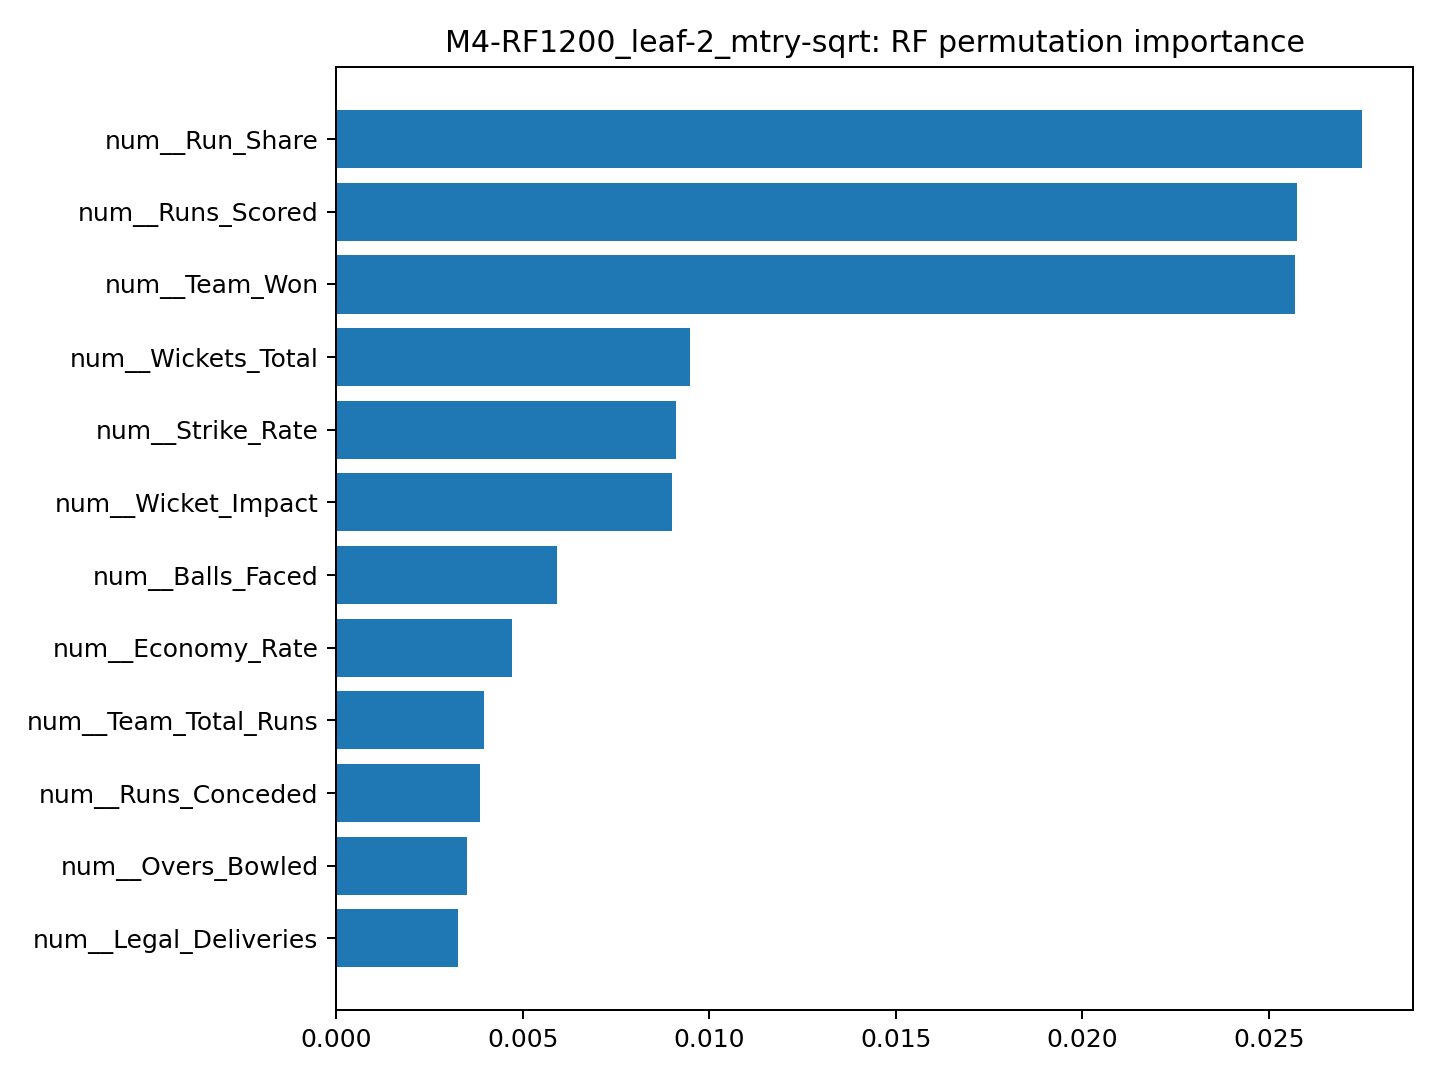 M4-RF1200_leaf-2_mtry-sqrt: RF permutation importance
num__Run_Share
num__Runs_Scored
num__Team_Won
num__Wickets_Total
num__Strike_Rate
num__Wicket_Impact
num__Balls_Faced
num__Economy_Rate
num__Team_Total_Runs
num__Runs_Conceded
num__Overs_Bowled
num__Legal_Deliveries
0.000 0.005 0.010 0.015 0.020 0.025